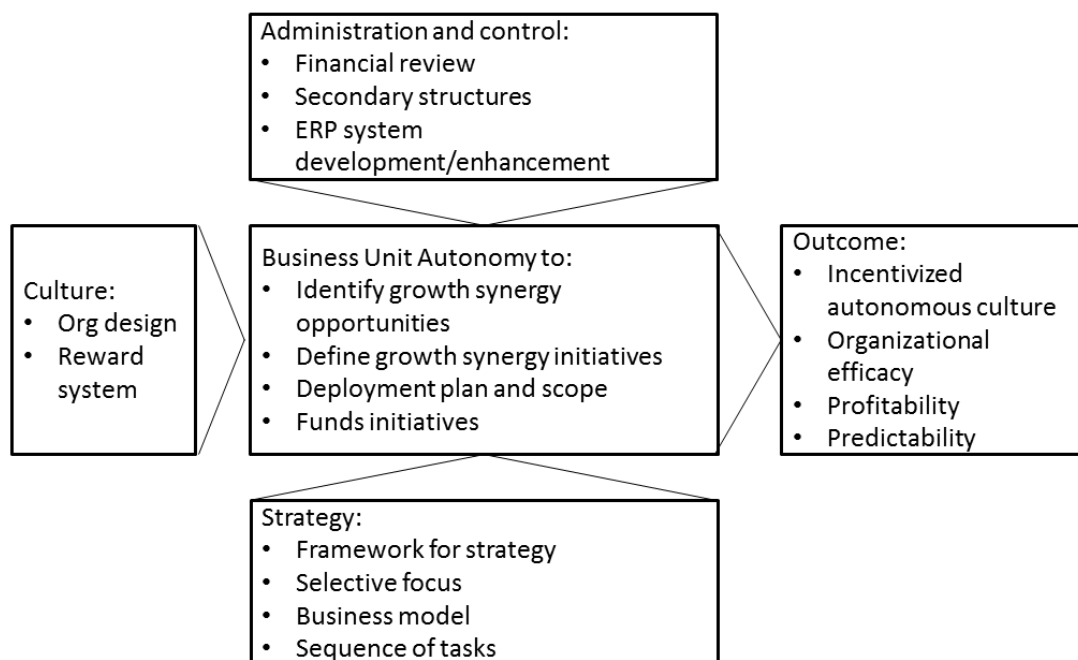 Administration and control:
• Financial review
• Secondary structures
• ERP system
development/enhancement
Culture:
• Org design
• Reward
system
Business Unit Autonomy to:
• Identify growth synergy
opportunities
• Define growth synergy initiatives
• Deployment plan and scope
• Funds initiatives
Outcome:
• Incentivized
autonomous culture
• Organizational
efficacy
• Profitability
• Predictability
Strategy:
• Framework for strategy
• Selective focus
• Business model
• Sequence of tasks